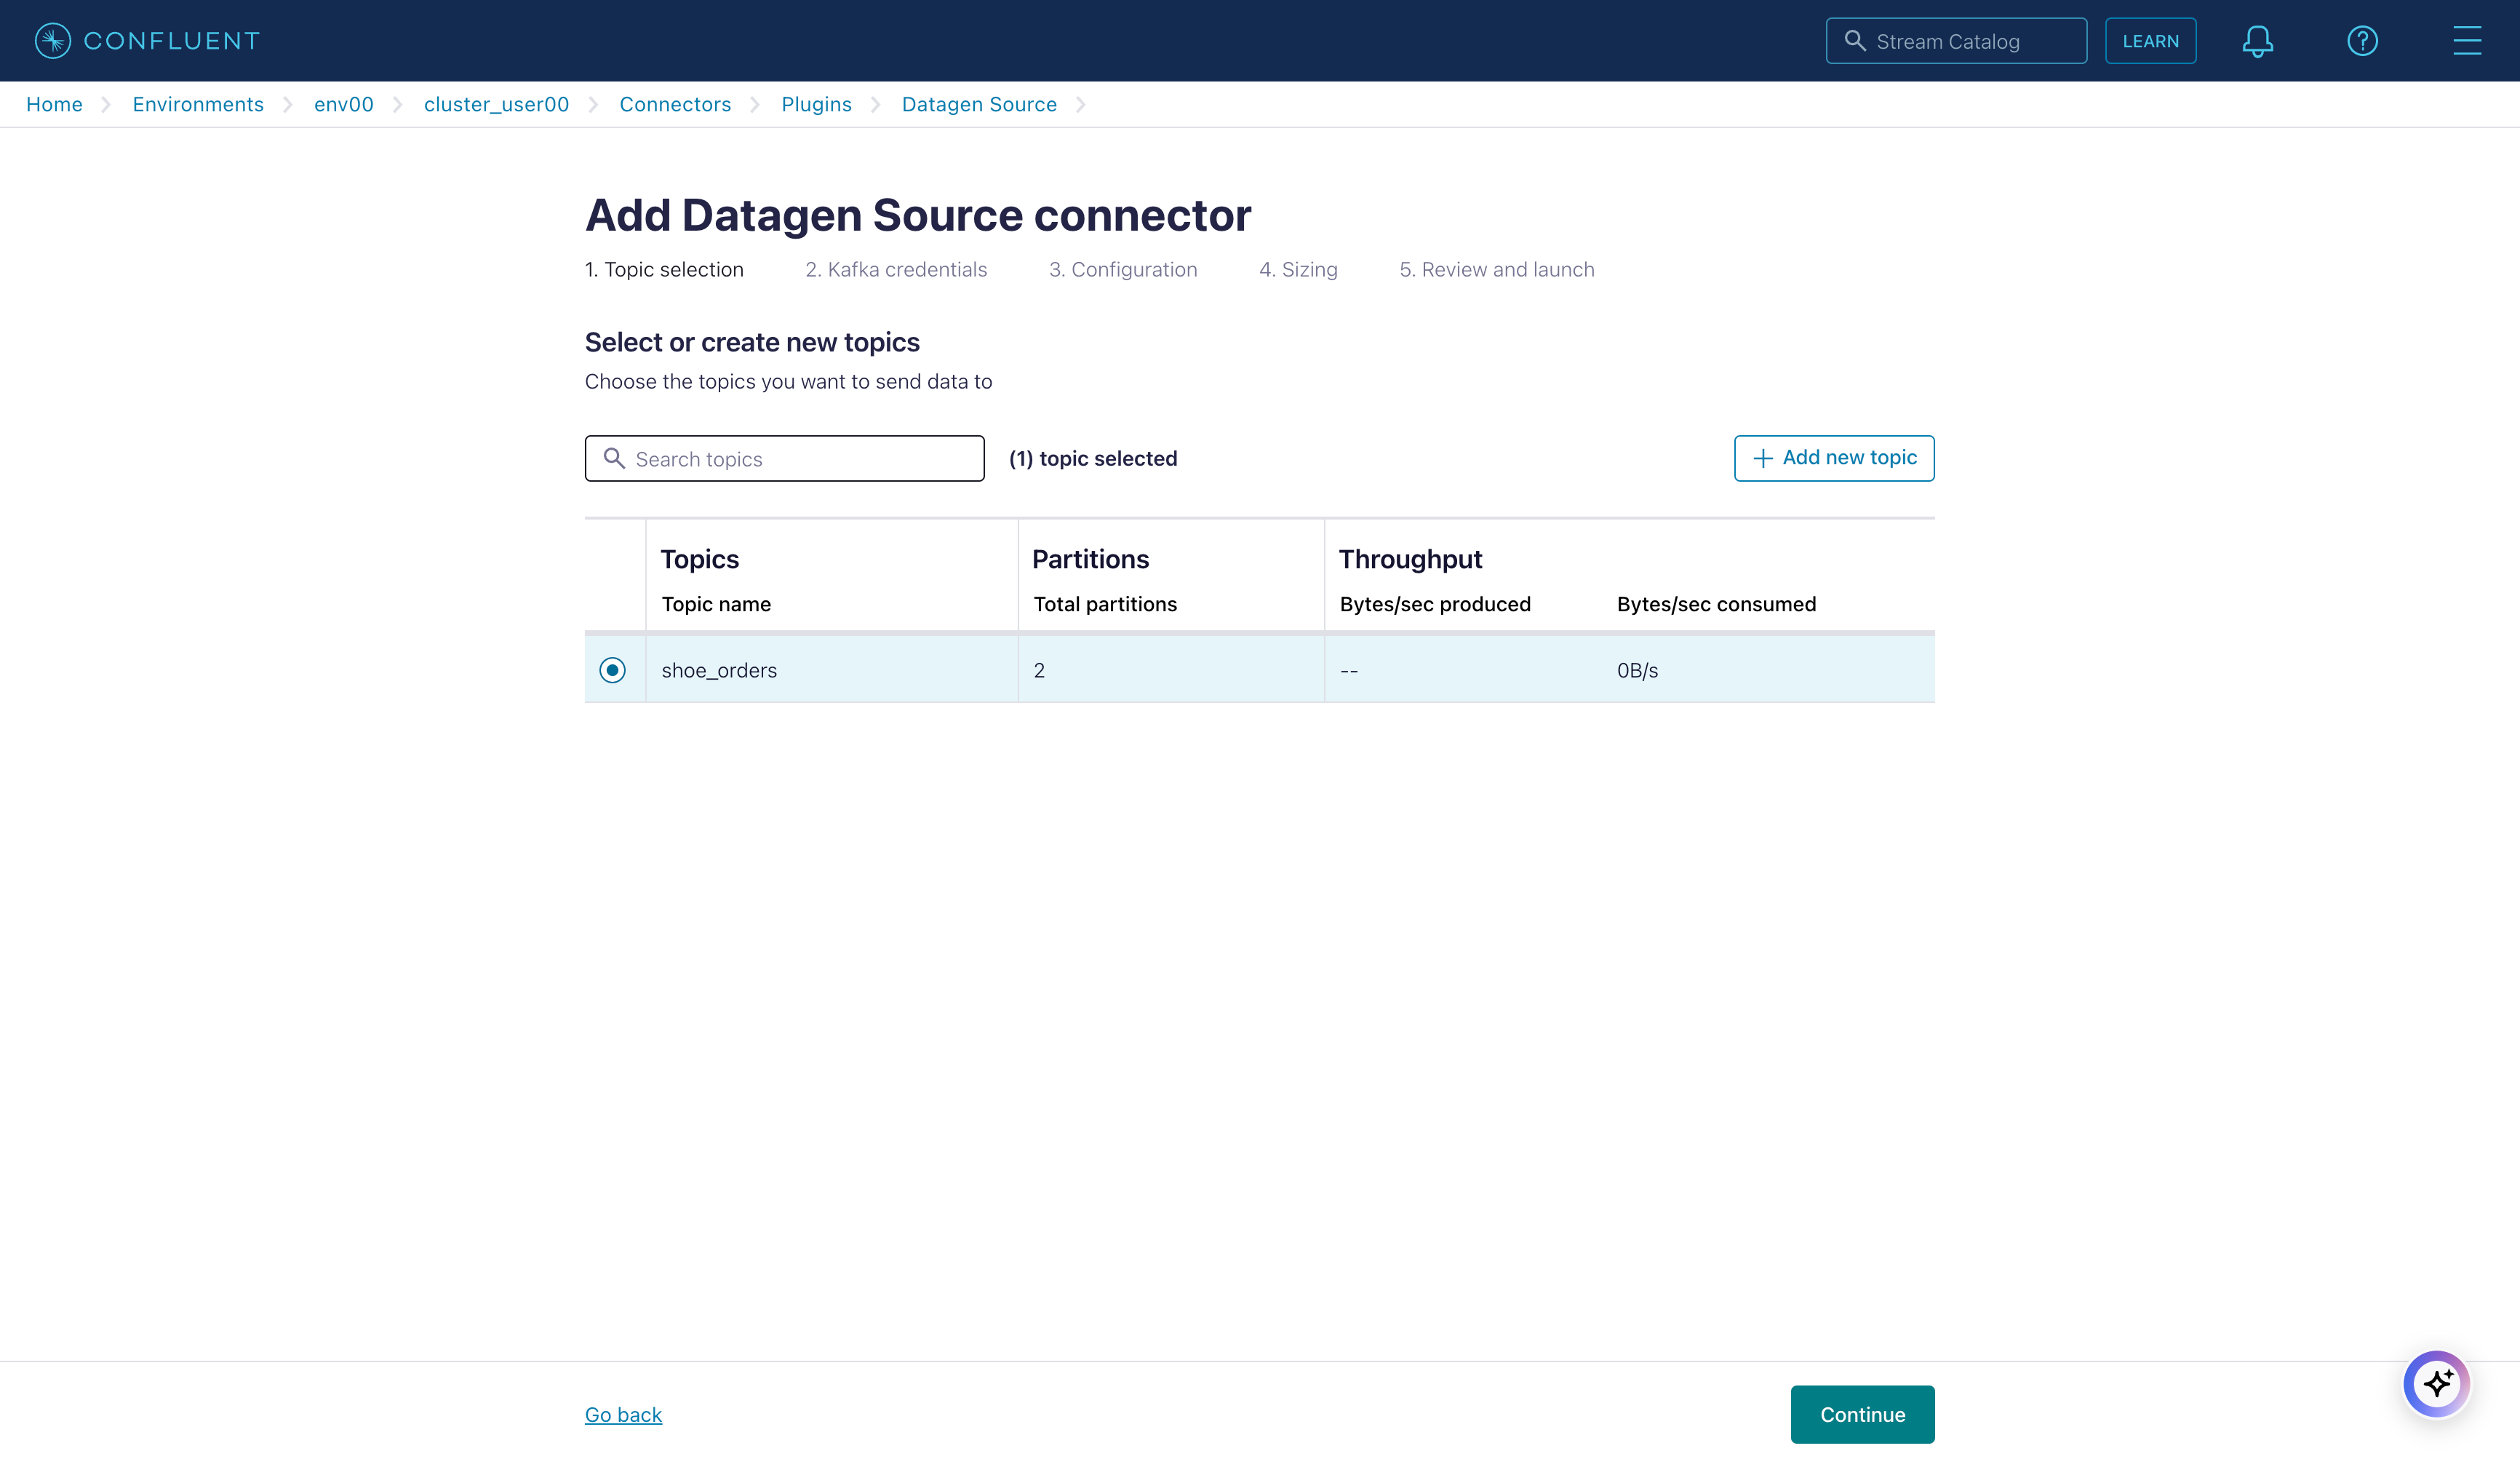 CONFLUENT
Stream Catalog
LEARN
Home
Environments
env00
cluster_user00
Connectors
Plugins
Datagen Source
Add Datagen Source connector
1. Topic selection
2. Kafka credentials
3. Configuration
4. Sizing
5. Review and launch
Select or create new topics
Choose the topics you want to send data to
Search topics
(1) topic selected
Add new topic
Topics
Partitions
Throughput
Topic name
Total partitions
Bytes/sec produced
Bytes/sec consumed
shoe_orders
2
--
0B/s
Go back
Continue